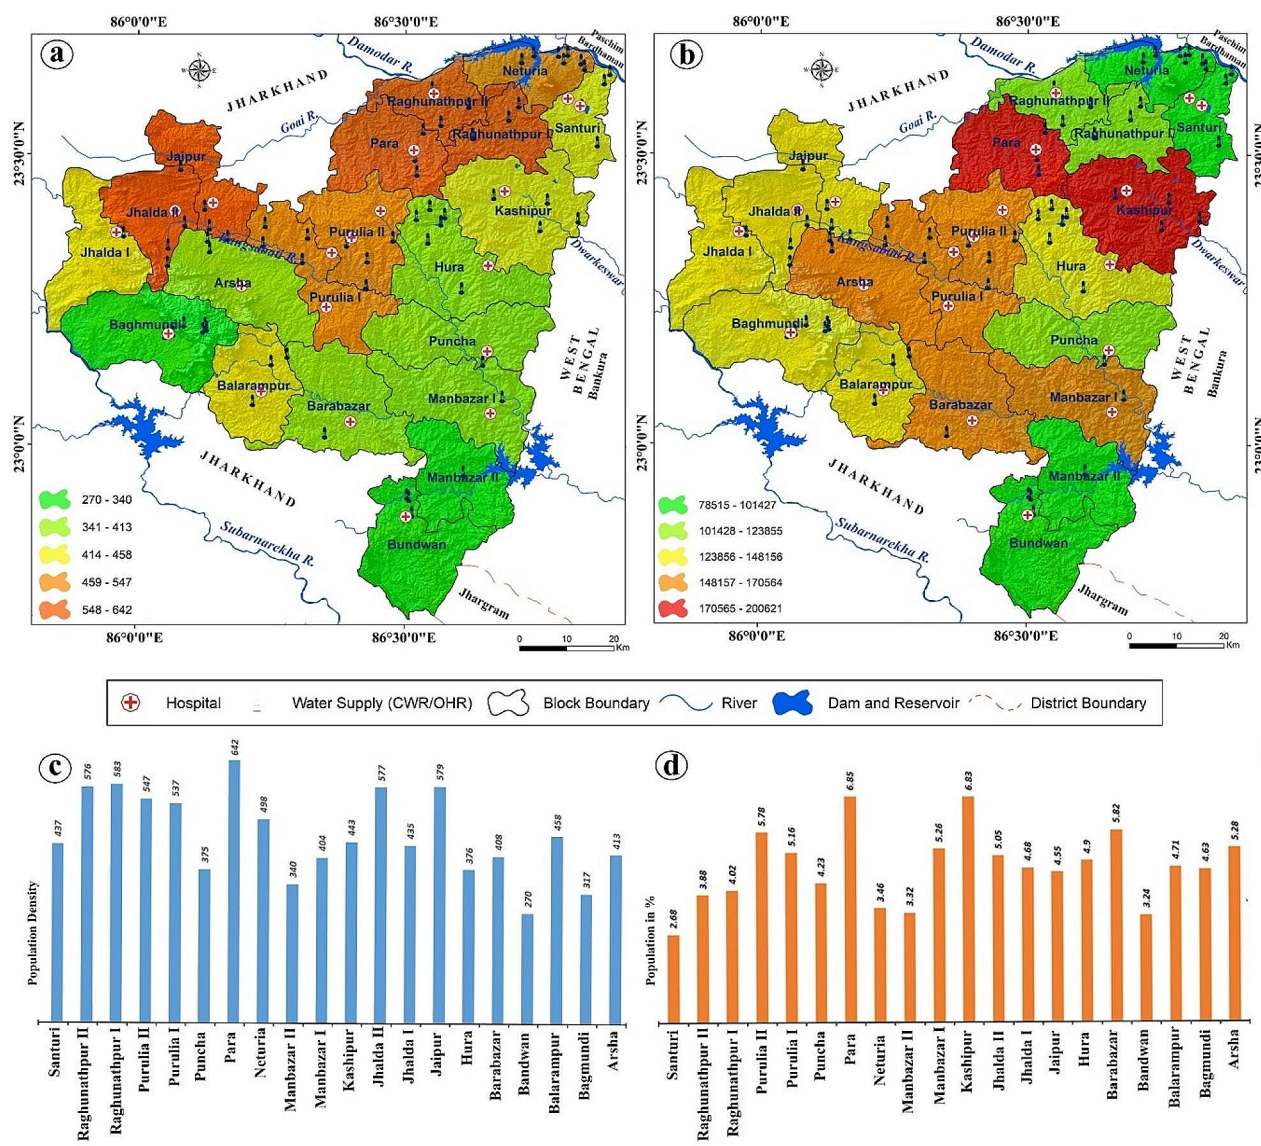 86°0'0"E
86°30'0"E
86°0'0"E
86°30'0"E
a
b
Damodar R.
Paschim
Bardhaman
Neturia
JHARKHAND
Goai R.
Raghunathpur II
Raghunathpur I
Para
Santuri
Jaipur
Jhalda II
Jhalda I
Kashipur
Purulia II
Kangsabati R.
Hura
Dwarkeswar
Arsha
Purulia I
Baghmundi
Puncha
WEST
BENGAL
Bankura
Balarampur
Barabazar
Manbazar I
JHARKHAND
Manbazar II
Subarnarekha R.
Bundwan
Jhargram
23°30'0"N
23°0'0"N
270 - 340
341 - 413
414 - 458
459 - 547
548 - 642
86°0'0"E
86°30'0"E
0 10 20
Km
Damodar R.
Paschim
Bardhaman
Neturia
JHARKHAND
Goai R.
Raghunathpur II
Raghunathpur I
Para
Santuri
Jaipur
Jhalda II
Jhalda I
Kashipur
Purulia II
Kangsabati R.
Hura
Dwarkeswar
Arsha
Purulia I
Baghmundi
Puncha
WEST
BENGAL
Bankura
Balarampur
Barabazar
Manbazar I
JHARKHAND
Manbazar II
Subarnarekha R.
Bundwan
Jhargram
23°30'0"N
78515 - 101427
101428 - 123855
123856 - 148156
148157 - 170564
170565 - 200621
86°0'0"E
86°30'0"E
0 10 20
Km
Hospital
Water Supply (CWR/OHR)
Block Boundary
River
Dam and Reservoir
District Boundary
c
Population Density
437
576
583
547
537
375
642
498
340
404
443
577
435
579
376
408
270
458
317
413
Santuri
Raghunathpur II
Raghunathpur I
Purulia II
Purulia I
Puncha
Para
Neturia
Manbazar II
Manbazar I
Kashipur
Jhalda II
Jhalda I
Jaipur
Hura
Barabazar
Bandwan
Balarampur
Bagmundi
Arsha
d
Population in %
2.68
3.88
4.02
5.78
5.16
4.23
6.85
3.46
3.32
5.26
6.83
5.05
4.68
4.55
4.9
5.82
3.24
4.71
4.63
5.28
Santuri
Raghunathpur II
Raghunathpur I
Purulia II
Purulia I
Puncha
Para
Neturia
Manbazar II
Manbazar I
Kashipur
Jhalda II
Jhalda I
Jaipur
Hura
Barabazar
Bandwan
Balarampur
Bagmundi
Arsha